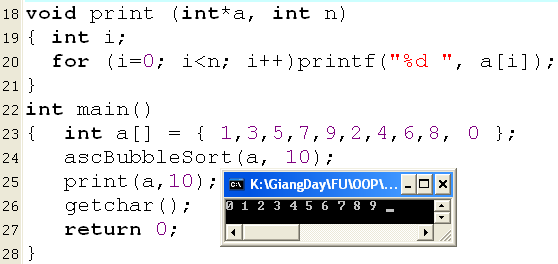 18 void print (int*a, int n)
19 { int i;
20 for (i=0; i<n; i++)printf("%d ", a[i]);
21 }
22 int main()
23 { int a[] = { 1,3,5,7,9,2,4,6,8, 0 };
24 ascBubbleSort(a, 10);
25 print(a,10);
26 getchar();
27 return 0;
28 }
K:\GiangDay\FU\OOP\...
0 1 2 3 4 5 6 7 8 9 _